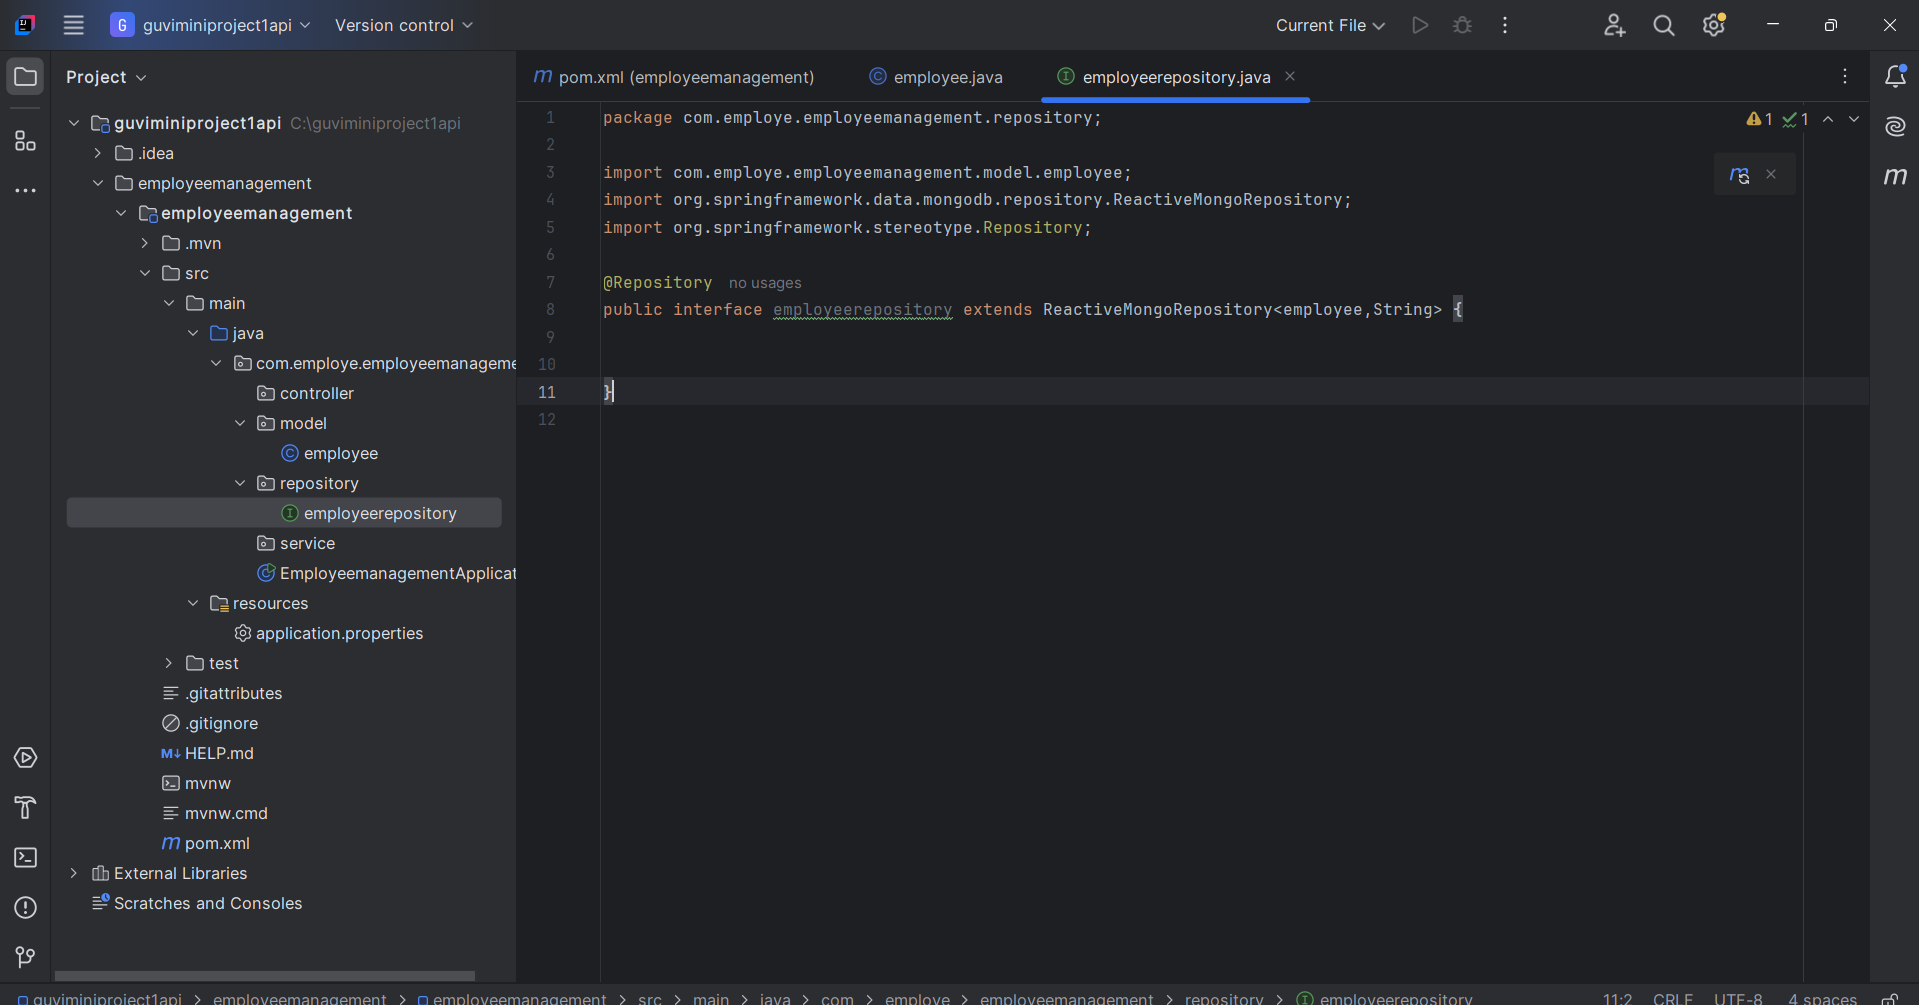 G guviminiproject1api Version control Current File
Project
pom.xml (employeemanagement) employee.java employeerepository.java
guviminiproject1api C:\guviminiproject1api
.idea
employeemanagement
employeemanagement
.mvn
src
main
java
com.employe.employeemanageme
controller
model
employee
repository
employeerepository
service
EmployeemanagementApplicat
resources
application.properties
test
.gitattributes
.gitignore
HELP.md
mvnw
mvnw.cmd
pom.xml
External Libraries
Scratches and Consoles
1 package com.employe.employeemanagement.repository;
2
3 import com.employe.employeemanagement.model.employee;
4 import org.springframework.data.mongodb.repository.ReactiveMongoRepository;
5 import org.springframework.stereotype.Repository;
6
7 @Repository no usages
8 public interface employeerepository extends ReactiveMongoRepository<employee,String> {
9
10
11 }
12
1 1
guviminiproject1api > employeemanagement > employeemanagement > src > main > java > com > employe > employeemanagement > repository > employeerepository 11:2 CRLF UTF-8 4 spaces